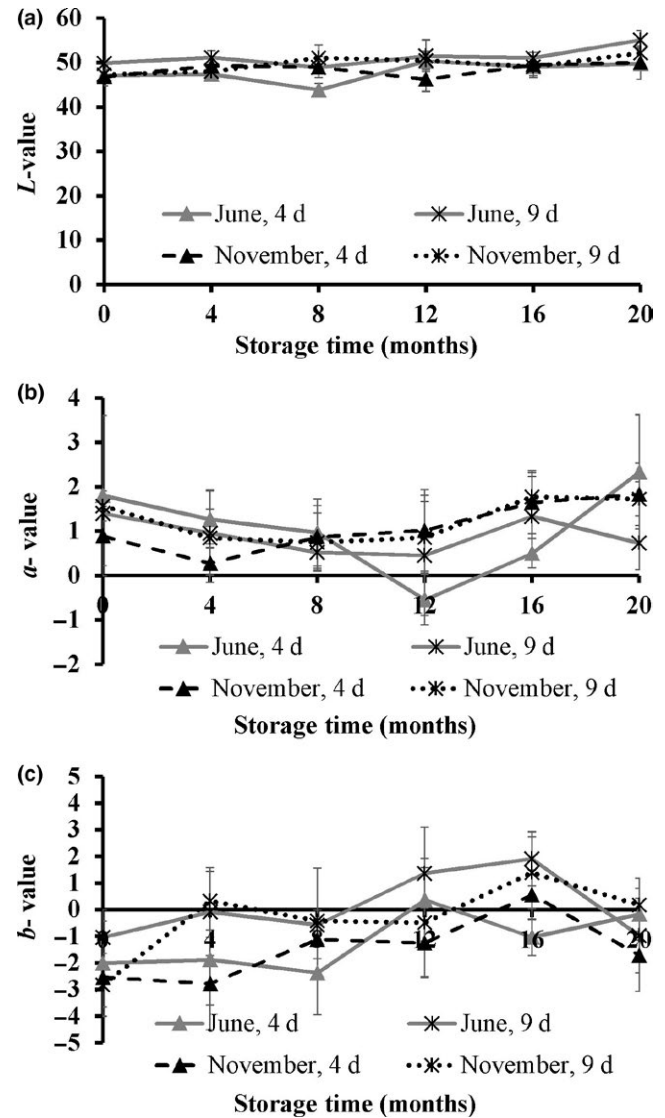 (a)
60
50
40
30
20
10
0
L-value
June, 4 d June, 9 d
November, 4 d November, 9 d
0 4 8 12 16 20
Storage time (months)
(b)
4
3
2
1
0
−1
−2
a- value
0 4 8 12 16 20
June, 4 d June, 9 d
November, 4 d November, 9 d
Storage time (months)
(c)
5
4
3
2
1
0
−1
−2
−3
−4
−5
b- value
0 4 8 12 16 20
June, 4 d June, 9 d
November, 4 d November, 9 d
Storage time (months)